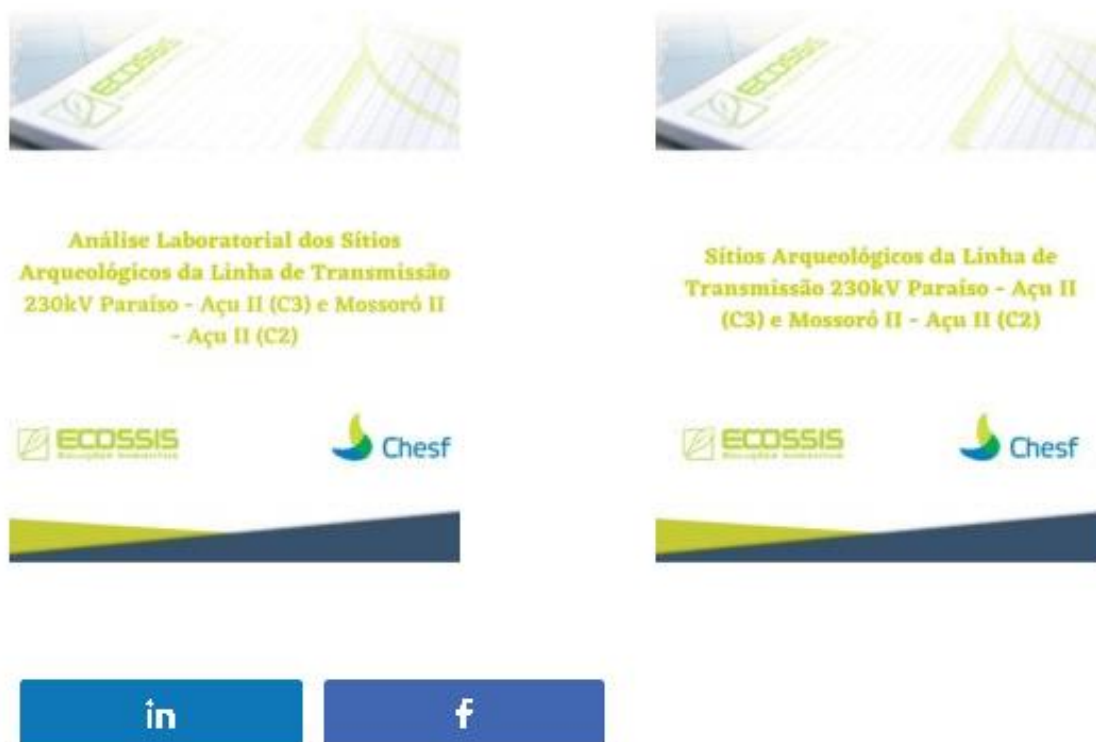 ECOSSIS
Análise Laboratorial dos Sítios
Arqueológicos da Linha de Transmissão
230kV Paraíso - Açu II (C3) e Mossoró II
- Açu II (C2)
ECOSSIS
Chesf
ECOSSIS
Sítios Arqueológicos da Linha de
Transmissão 230kV Paraíso - Açu II
(C3) e Mossoró II - Açu II (C2)
ECOSSIS
Chesf
in
f